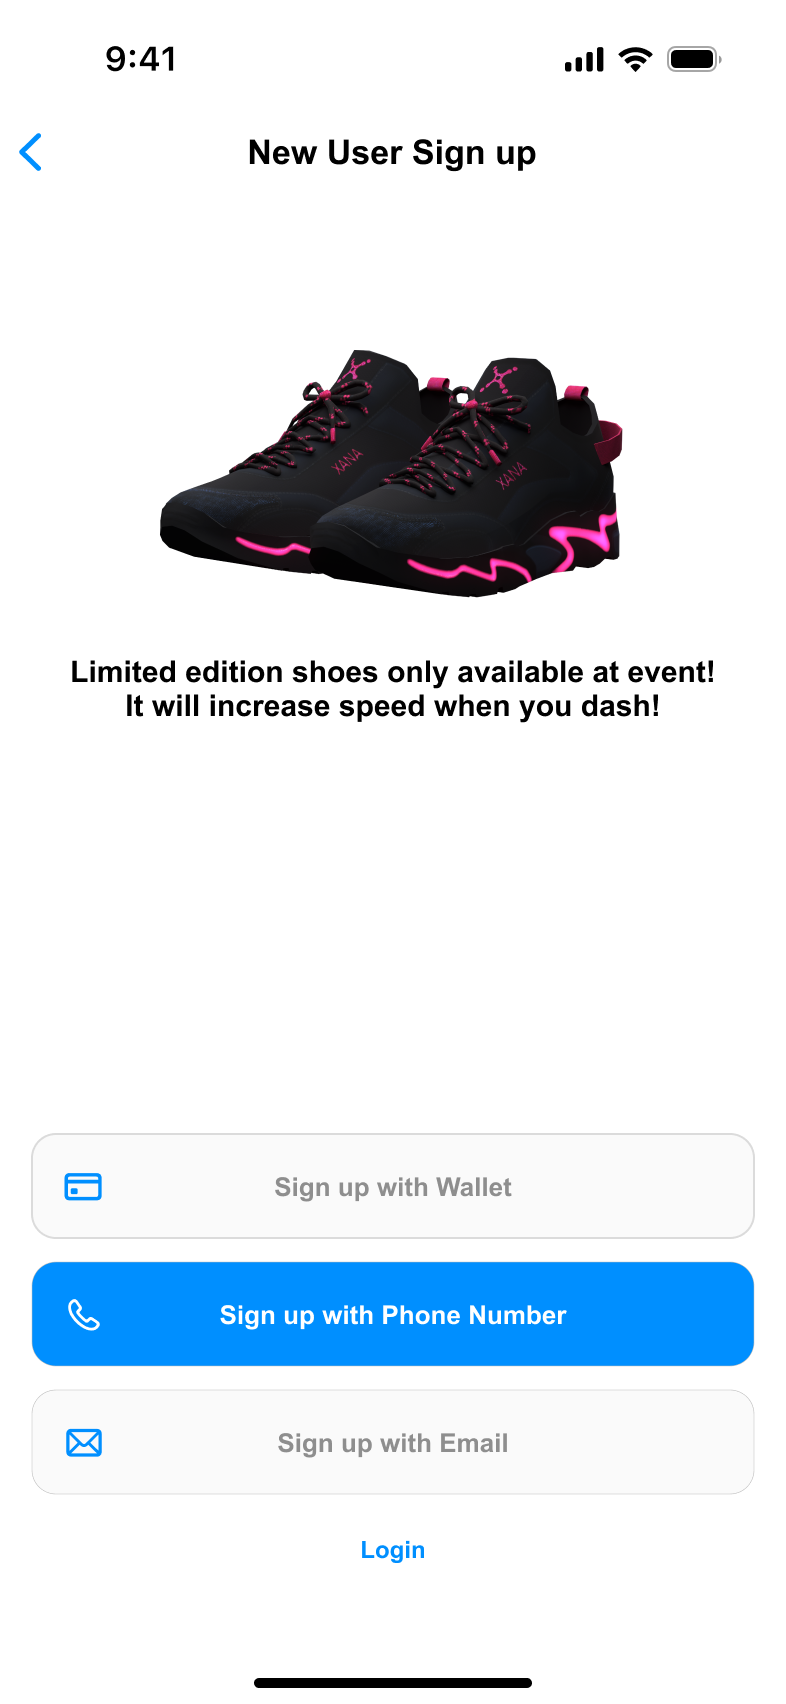 9:41
New User Sign up
XANA
XANA
Limited edition shoes only available at event!
It will increase speed when you dash!
Sign up with Wallet
Sign up with Phone Number
Sign up with Email
Login